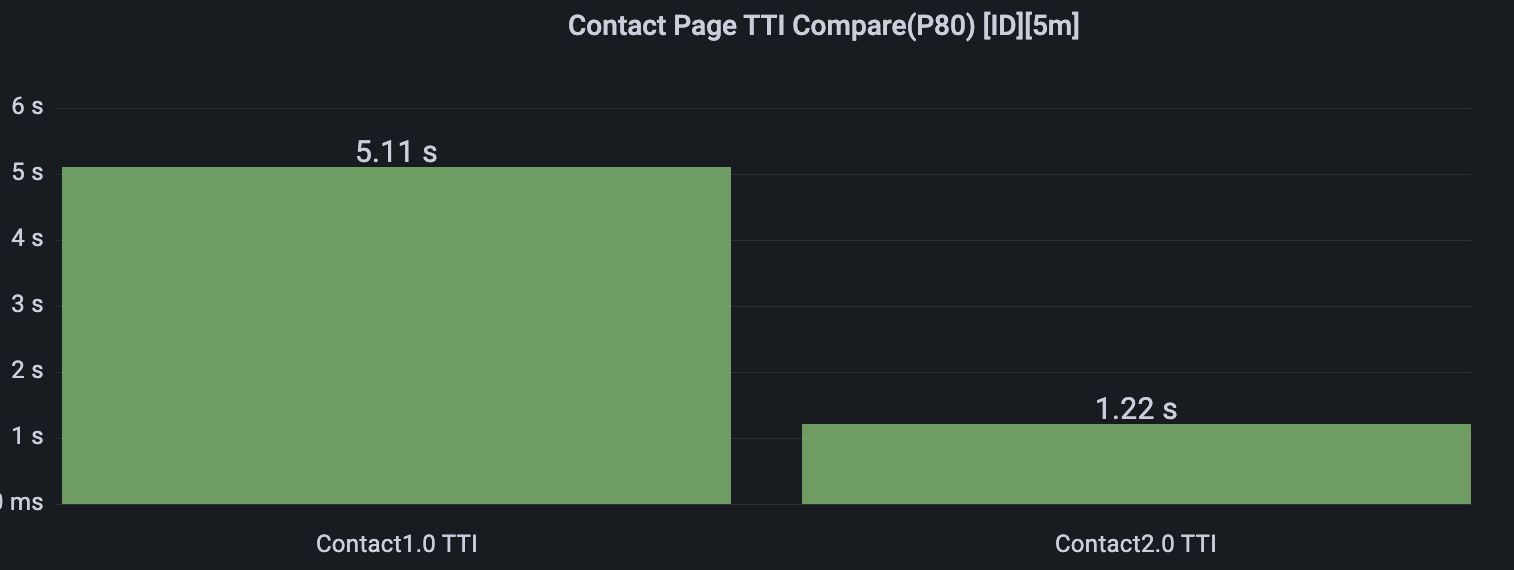 Contact Page TTI Compare(P80) [ID][5m]
6 s
5.11 s
5 s
4 s
3 s
2 s
1.22 s
1 s
0 ms
Contact1.0 TTI
Contact2.0 TTI